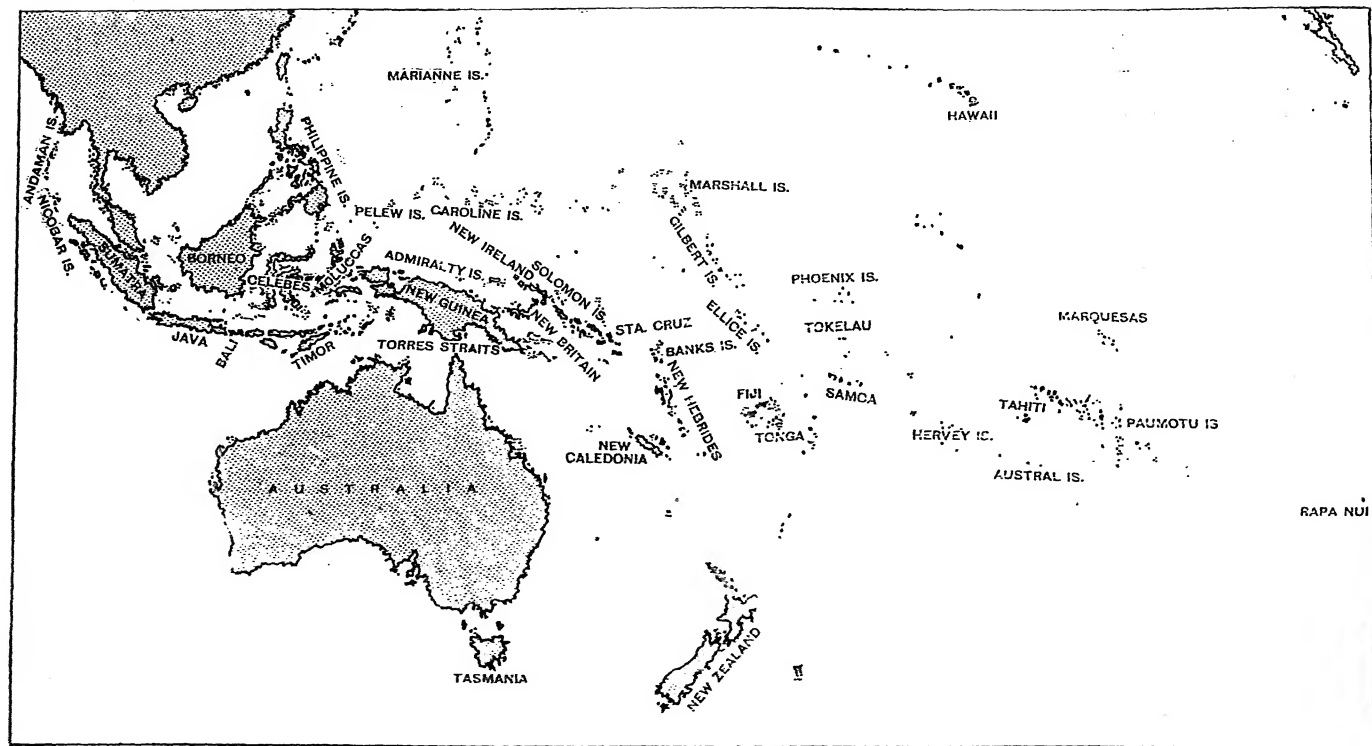 MARIANNE IS.
HAWAII
ANDAMAN IS.
NICOBAR IS.
PHILIPPINE IS.
MARSHALL IS.
PELEW IS.
CAROLINE IS.
GILBERT IS.
SUMATRA
BORNEO
CELEBES
MOLUCCAS
ADMIRALTY IS.
NEW IRELAND
SOLOMON IS.
NEW GUINEA
NEW BRITAIN
PHOENIX IS.
ELLICE IS.
TOKELAU
MARQUESAS
STA. CRUZ
BANKS IS.
JAVA
BALI
TIMOR
TORRES STRAITS
NEW HEBRIDES
FIJI
SAMOA
TAHITI
PAUMOTU IS
TONGA
HERVEY IS.
NEW
CALEDONIA
AUSTRAL IS.
AUSTRALIA
RAPA NUI
TASMANIA
NEW ZEALAND